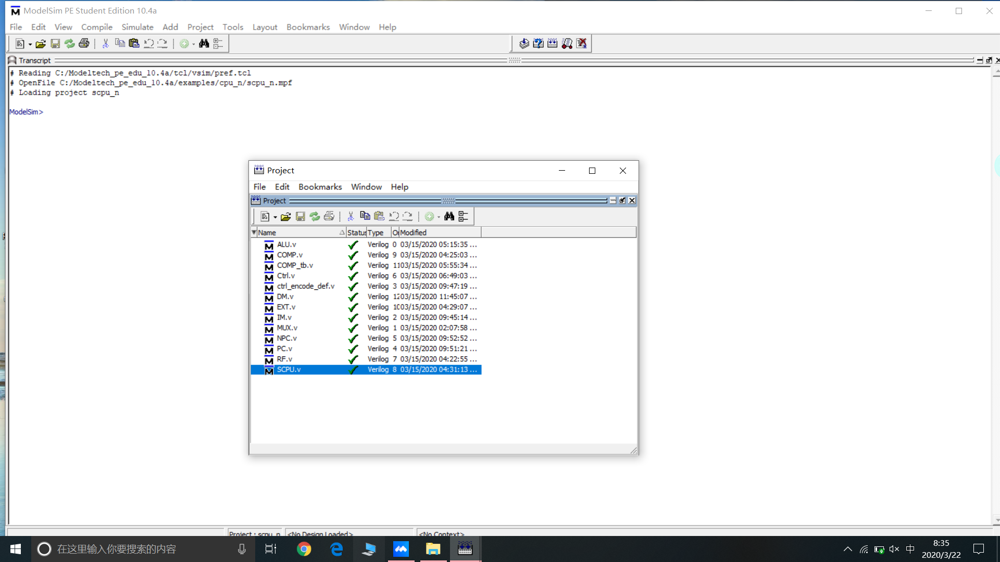 ModelSim PE Student Edition 10.4a
File Edit View Compile Simulate Add Project Tools Layout Bookmarks Window Help
Transcript
# Reading C:/Modeltech_pe_edu_10.4a/tcl/vsim/pref.tcl
# OpenFile C:/Modeltech_pe_edu_10.4a/examples/cpu_n/scpu_n.mpf
# Loading project scpu_n
ModelSim>
Project
File Edit Bookmarks Window Help
Project
Name Status Type Modified
ALU.v Verilog 0 03/15/2020 05:15:35 ...
COMP.v Verilog 9 03/15/2020 04:25:03 ...
COMP_tb.v Verilog 11 03/15/2020 05:55:34 ...
Ctrl.v Verilog 6 03/15/2020 06:49:03 ...
ctrl_encode_def.v Verilog 3 03/15/2020 09:47:19 ...
DM.v Verilog 12 03/15/2020 11:45:07 ...
EXT.v Verilog 10 03/15/2020 04:29:07 ...
IM.v Verilog 2 03/15/2020 09:45:14 ...
MUX.v Verilog 1 03/15/2020 02:07:58 ...
NPC.v Verilog 5 03/15/2020 09:52:52 ...
PC.v Verilog 4 03/15/2020 09:51:21 ...
RF.v Verilog 7 03/15/2020 04:22:55 ...
SCPU.v Verilog 8 03/15/2020 04:31:13 ...
Project : scpu_n <No Design Loaded> <No Context>
在这里输入你要搜索的内容
中
8:35
2020/3/22